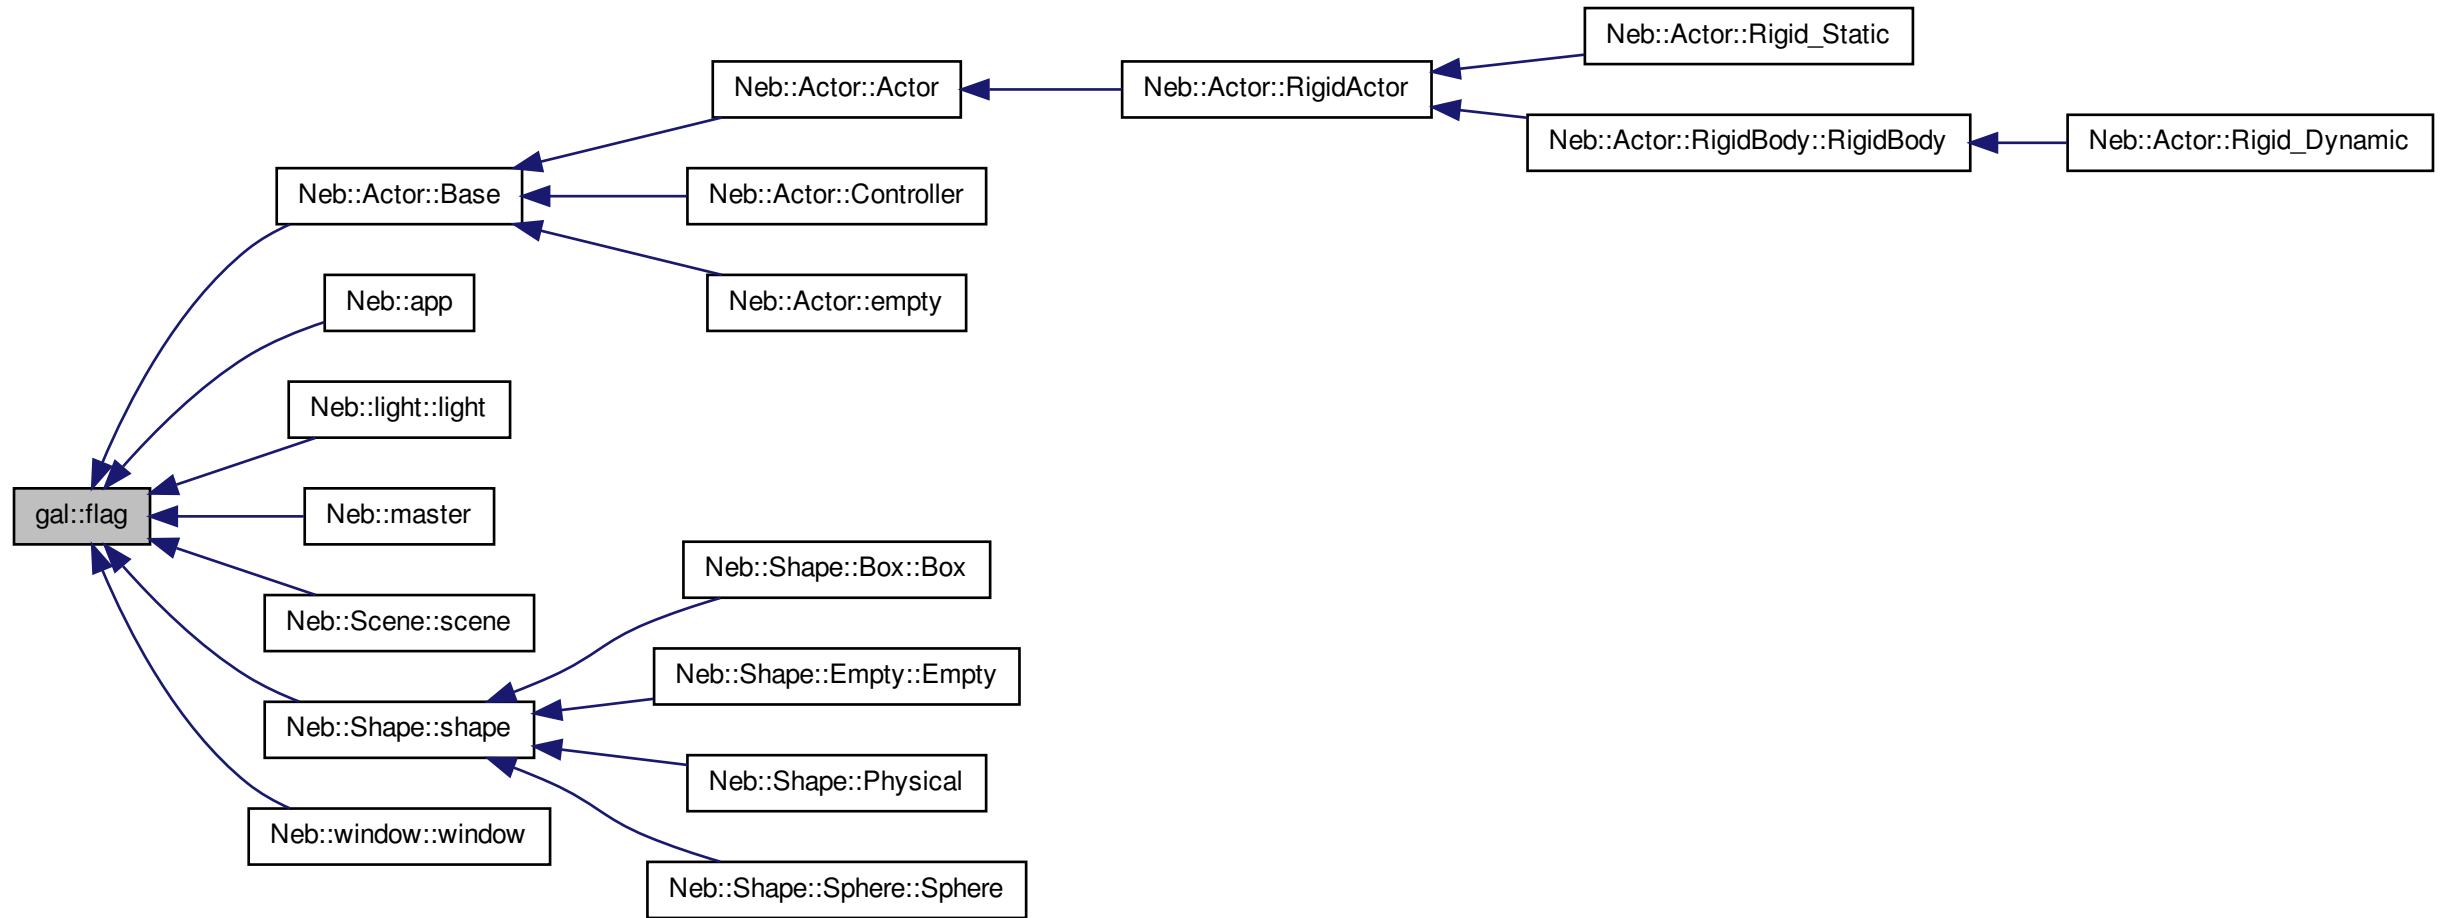 Neb::Actor::Rigid_Static
Neb::Actor::Actor
Neb::Actor::RigidActor
Neb::Actor::RigidBody::RigidBody
Neb::Actor::Rigid_Dynamic
Neb::Actor::Base
Neb::Actor::Controller
Neb::app
Neb::Actor::empty
Neb::light::light
gal::flag
Neb::master
Neb::Shape::Box::Box
Neb::Scene::scene
Neb::Shape::Empty::Empty
Neb::Shape::shape
Neb::Shape::Physical
Neb::window::window
Neb::Shape::Sphere::Sphere